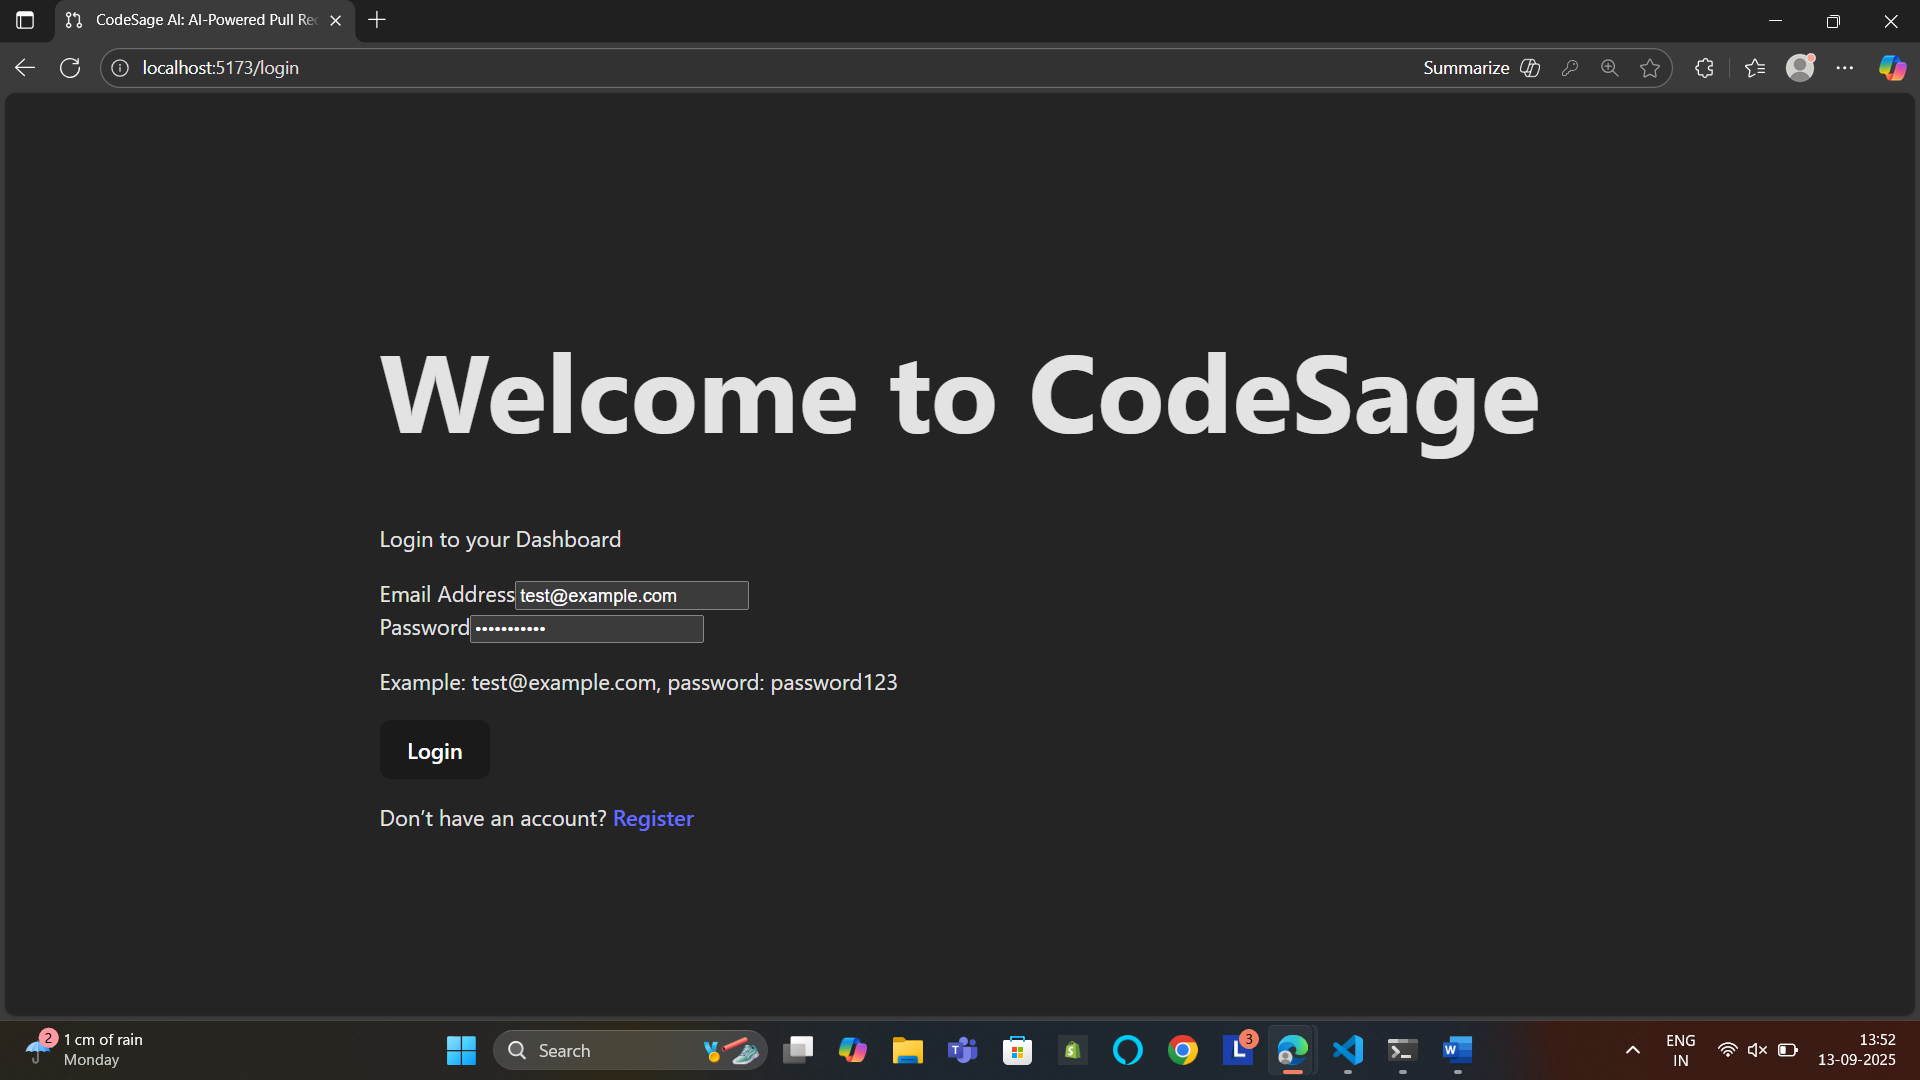 CodeSage AI: AI-Powered Pull Re
localhost:5173/login
Summarize
Welcome to CodeSage
Login to your Dashboard
Email Address test@example.com
Password •••••••••••
Example: test@example.com, password: password123
Login
Don’t have an account? Register
2
1 cm of rain
Monday
Search
3
ENG
IN
13:52
13-09-2025